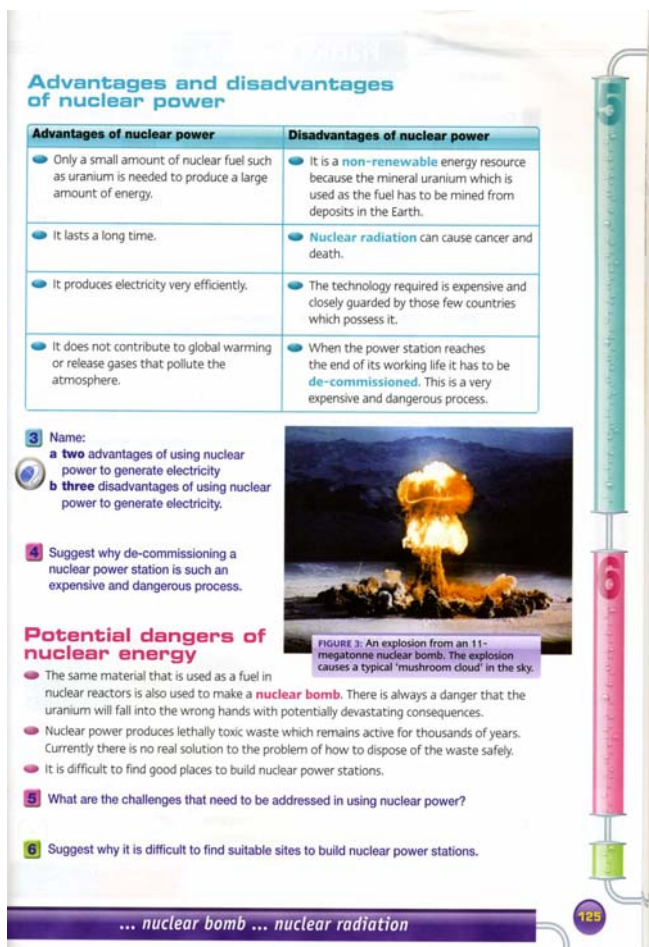 Advantages and disadvantages
of nuclear power
5
Advantages of nuclear power
Disadvantages of nuclear power
Only a small amount of nuclear fuel such
as uranium is needed to produce a large
amount of energy.
It is a non-renewable energy resource
because the mineral uranium which is
used as the fuel has to be mined from
deposits in the Earth.
It lasts a long time.
Nuclear radiation can cause cancer and
death.
It produces electricity very efficiently.
The technology required is expensive and
closely guarded by those few countries
which possess it.
It does not contribute to global warming
or release gases that pollute the
atmosphere.
When the power station reaches
the end of its working life it has to be
de-commissioned. This is a very
expensive and dangerous process.
3 Name:
a two advantages of using nuclear
power to generate electricity
b three disadvantages of using nuclear
power to generate electricity.
4 Suggest why de-commissioning a
nuclear power station is such an
expensive and dangerous process.
6
FIGURE 3: An explosion from an 11-
megatonne nuclear bomb. The explosion
causes a typical 'mushroom cloud' in the sky.
Potential dangers of
nuclear energy
The same material that is used as a fuel in
nuclear reactors is also used to make a nuclear bomb. There is always a danger that the
uranium will fall into the wrong hands with potentially devastating consequences.
Nuclear power produces lethally toxic waste which remains active for thousands of years.
Currently there is no real solution to the problem of how to dispose of the waste safely.
It is difficult to find good places to build nuclear power stations.
5 What are the challenges that need to be addressed in using nuclear power?
6 Suggest why it is difficult to find suitable sites to build nuclear power stations.
... nuclear bomb ... nuclear radiation
125